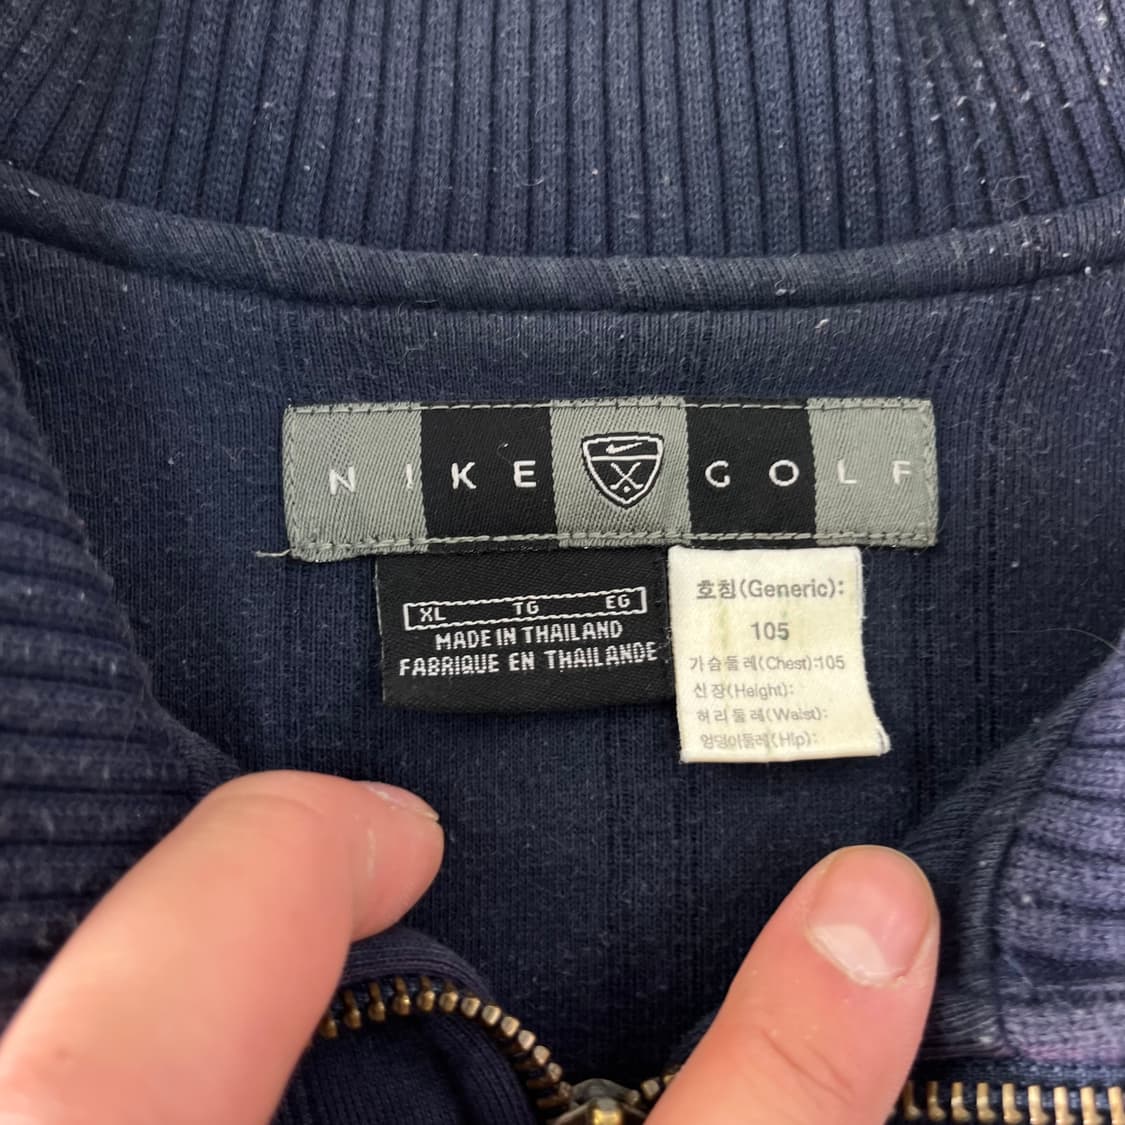 NIKE GOLF
XL TG EG
MADE IN THAILAND
FABRIQUE EN THAILANDE
호칭(Generic):
105
가슴둘레(Chest):105
신장(Height):
허리둘레(Waist):
엉덩이둘레(Hip):